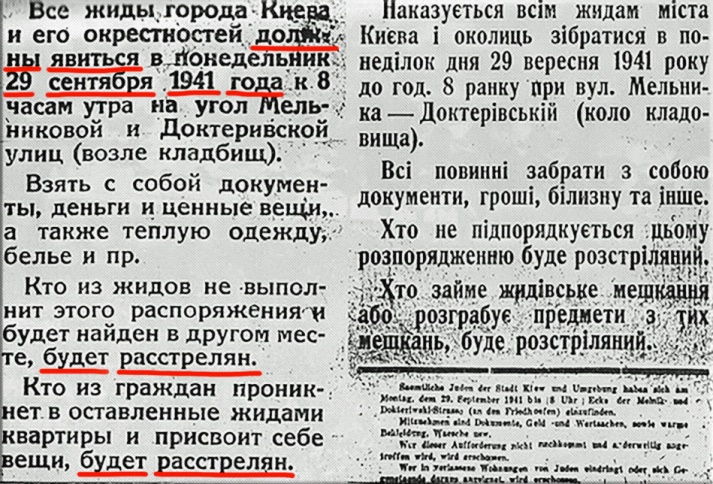 Все жиды города Киева
и его окрестностей долж-
ны явиться в понедельник
29 сентября 1941 года к 8
часам утра на угол Мель-
никовой и Доктеривской
улиц (возле кладбищ).
Взять с собой докумен-
ты, деньги и ценные вещи,
а также теплую одежду,
белье и пр.
Кто из жидов не выпол-
нит этого распоряжения и
будет найден в другом мес-
те, будет расстрелян.
Кто из граждан проник-
нет в оставленные жидами
квартиры и присвоит себе
вещи, будет расстрелян.
Наказується всім жидам міста
Києва і околиць зібратися в по-
неділок дня 29 вересня 1941 року
до год. 8 ранку при вул. Мельни-
ка — Доктерівській (коло кладо-
вища).
Всі повинні забрати з собою
документи, гроші, білизну та інше.
Хто не підпорядкується цьому
розпорядженню буде розстріляний.
Хто займе жидівське мешкання
або розграбує предмети з тих
мешкань, буде розстріляний.
Saemtliche Juden der Stadt Kiew und Umgebung haben sich am
Montag, dem 29. September 1941 bis 8 Uhr, Ecke der Melnik- und
Dokteriwski-Strasse (an den Friedhoefen) einzufinden.
Mitzunehmen sind Dokumente, Geld und Wertsachen, sowie warme
Bekleidung, Waesche usw.
Wer dieser Aufforderung nicht nachkommt und anderweitig ange-
troffen wird, wird erschossen.
Wer in verlassene Wohnungen von Juden eindringt oder sich Ge-
genstaende daraus aneignet, wird erschossen.